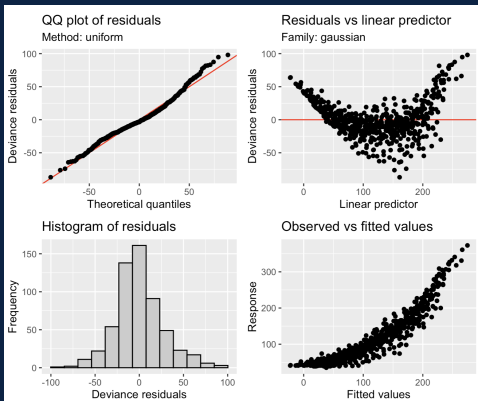 QQ plot of residuals
Method: uniform
100
50
0
-50
-50
0
50
Deviance residuals
Theoretical quantiles
Residuals vs linear predictor
Family: gaussian
100
50
0
-50
0
100
200
Deviance residuals
Linear predictor
Histogram of residuals
150
100
50
0
-100
-50
0
50
100
Frequency
Deviance residuals
Observed vs fitted values
300
200
100
0
100
200
Response
Fitted values